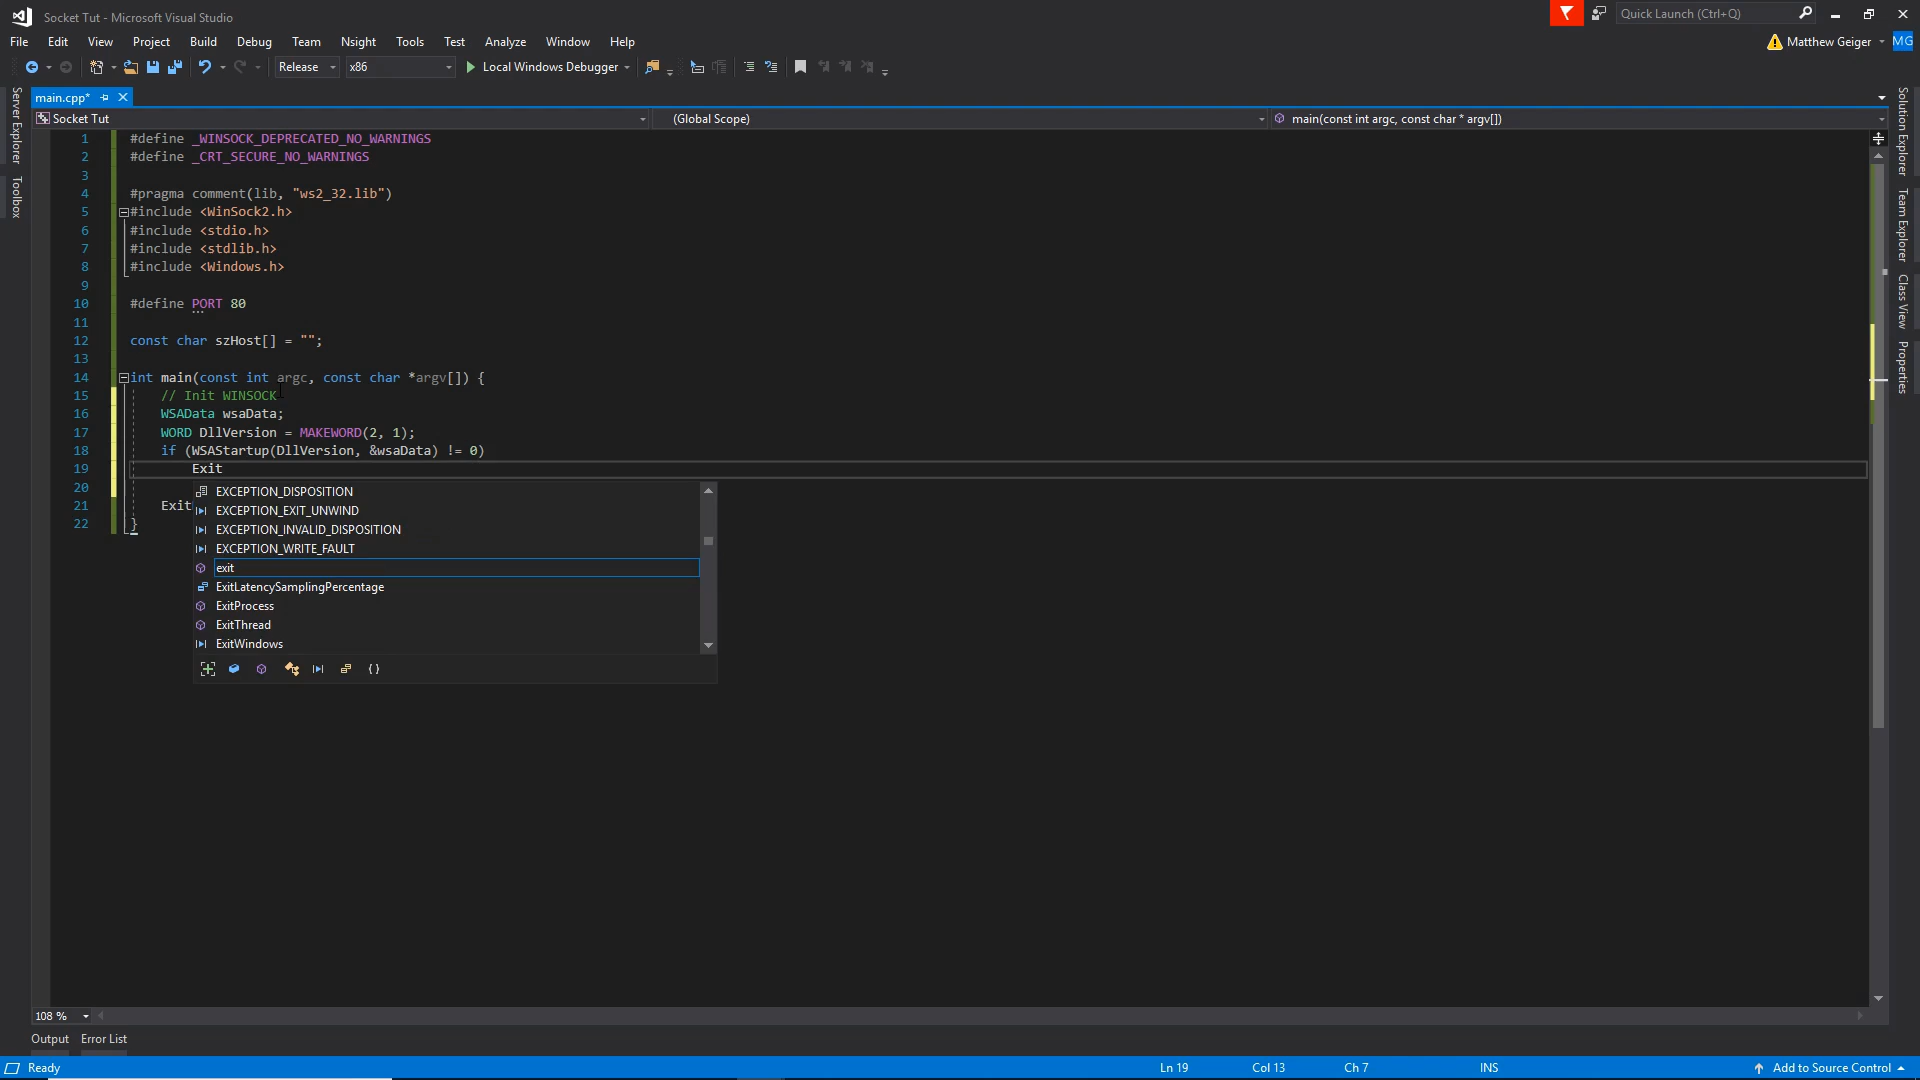 Socket Tut - Microsoft Visual Studio
Quick Launch (Ctrl+Q)
File Edit View Project Build Debug Team Nsight Tools Test Analyze Window Help
Matthew Geiger MG
Release x86 Local Windows Debugger
main.cpp*
Socket Tut (Global Scope) main(const int argc, const char * argv[])
Server Explorer
Toolbox
Solution Explorer
Team Explorer
Class View
Properties
1 #define _WINSOCK_DEPRECATED_NO_WARNINGS
2 #define _CRT_SECURE_NO_WARNINGS
3
4 #pragma comment(lib, "ws2_32.lib")
5 #include <WinSock2.h>
6 #include <stdio.h>
7 #include <stdlib.h>
8 #include <Windows.h>
9
10 #define PORT 80
11
12 const char szHost[] = "";
13
14 int main(const int argc, const char *argv[]) {
15 // Init WINSOCK
16 WSAData wsaData;
17 WORD DllVersion = MAKEWORD(2, 1);
18 if (WSAStartup(DllVersion, &wsaData) != 0)
19 Exit
20
21 Exit
22 }
EXCEPTION_DISPOSITION
EXCEPTION_EXIT_UNWIND
EXCEPTION_INVALID_DISPOSITION
EXCEPTION_WRITE_FAULT
exit
ExitLatencySamplingPercentage
ExitProcess
ExitThread
ExitWindows
108 %
Output Error List
Ready Ln 19 Col 13 Ch 7 INS Add to Source Control